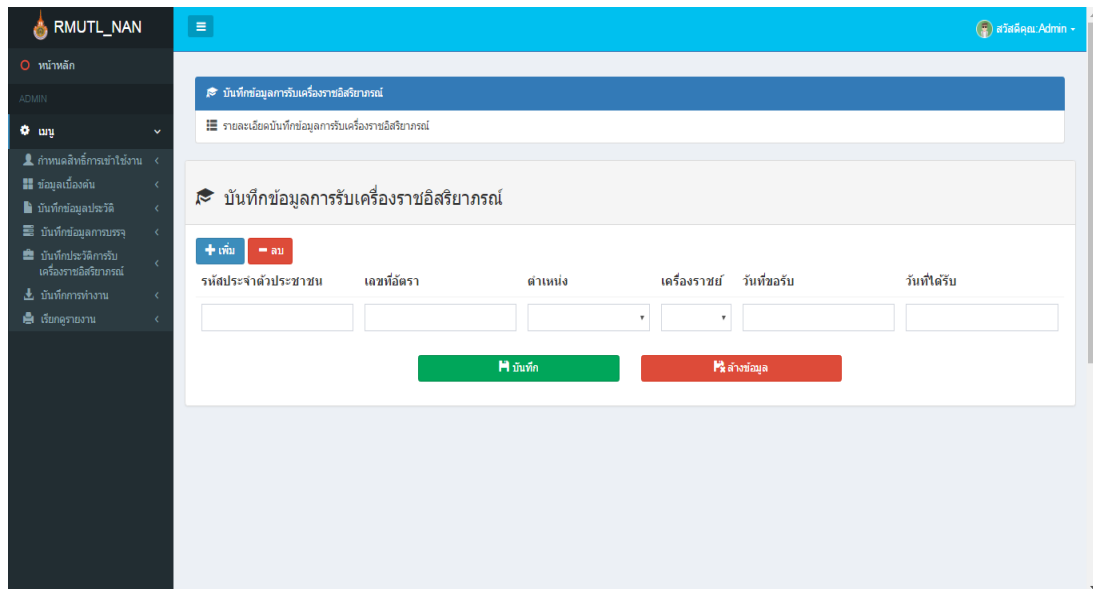 RMUTL_NAN
สวัสดีคุณ:Admin
หน้าหลัก
ADMIN
เมนู
กำหนดสิทธิ์การเข้าใช้งาน
ข้อมูลเบื้องต้น
บันทึกข้อมูลประวัติ
บันทึกข้อมูลการบรรจุ
บันทึกประวัติการรับ
เครื่องราชอิสริยาภรณ์
บันทึกการทำงาน
เรียกดูรายงาน
บันทึกข้อมูลการรับเครื่องราชอิสริยาภรณ์
รายละเอียดบันทึกข้อมูลการรับเครื่องราชอิสริยาภรณ์
บันทึกข้อมูลการรับเครื่องราชอิสริยาภรณ์
เพิ่ม ลบ
รหัสประจำตัวประชาชน เลขที่อัตรา ตำแหน่ง เครื่องราชย์ วันที่ขอรับ วันที่ได้รับ
บันทึก ล้างข้อมูล